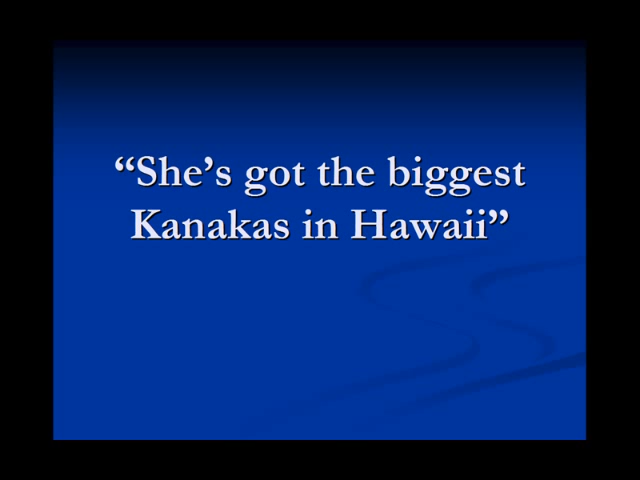 “She’s got the biggest
Kanakas in Hawaii”